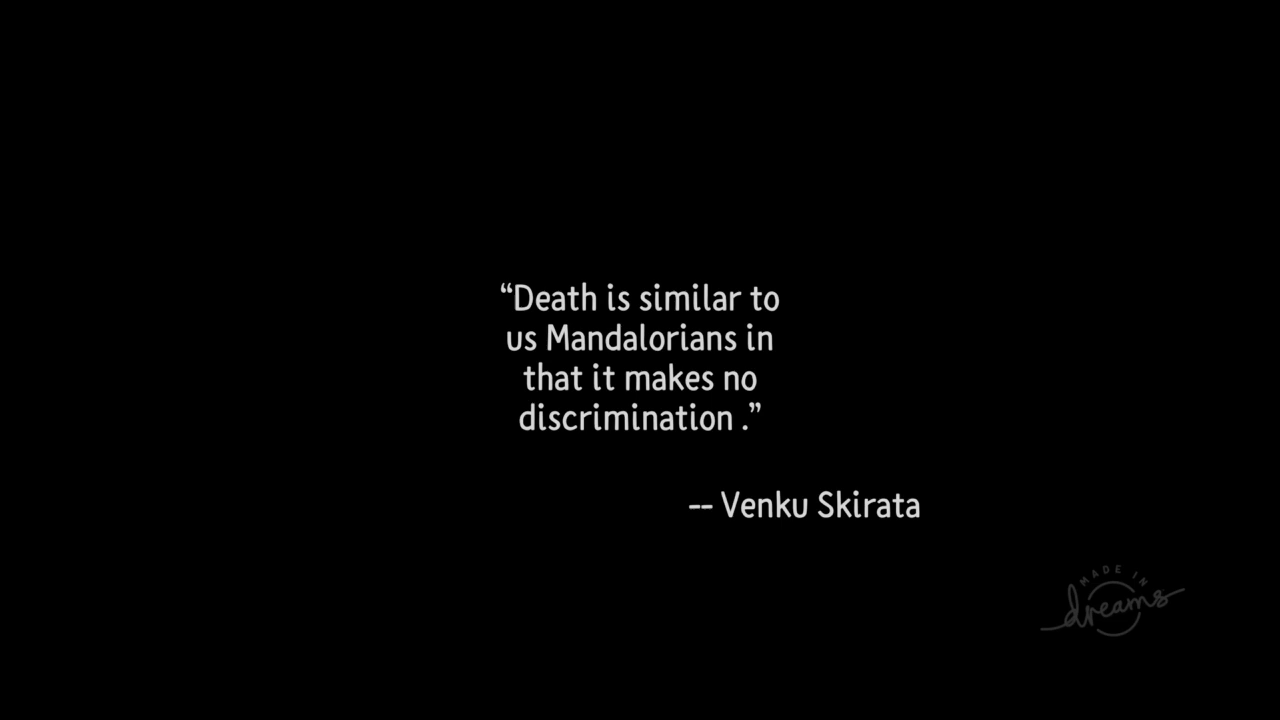 “Death is similar to
us Mandalorians in
that it makes no
discrimination .”
-- Venku Skirata
MADE IN
dreams